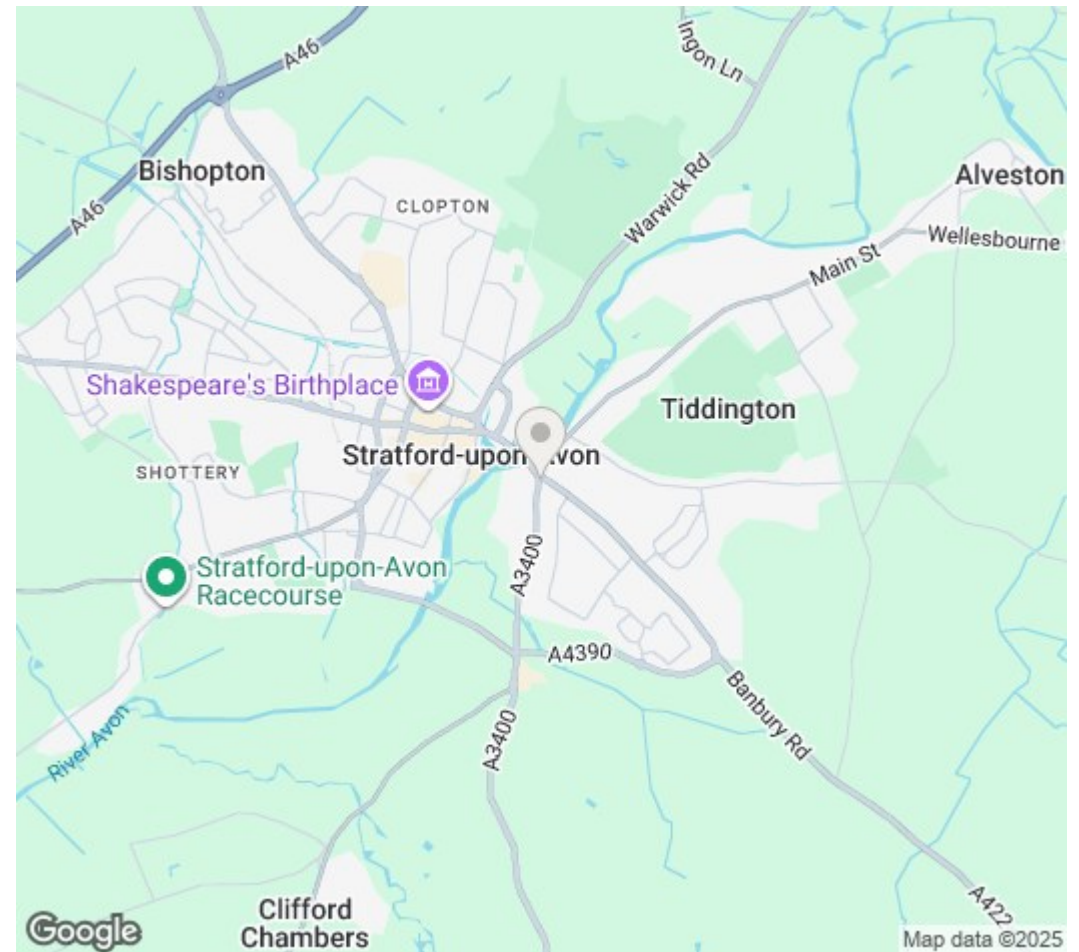 A46
Ingon Ln
Bishopton
Alveston
CLOPTON
Warwick Rd
A46
Wellesbourne
Main St
Shakespeare's Birthplace
Tiddington
Stratford-upon-Avon
SHOTTERY
A3400
Stratford-upon-Avon
Racecourse
A4390
Banbury Rd
River Avon
A3400
A422
Clifford
Chambers
Google
Map data ©2025